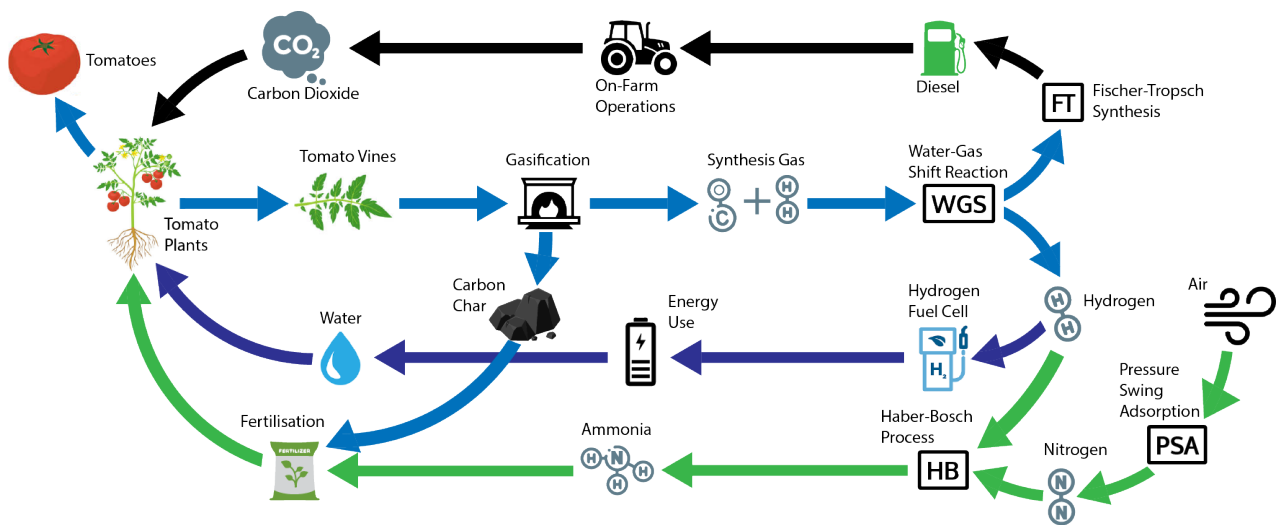 Tomatoes
CO₂
Carbon Dioxide
On-Farm
Operations
Diesel
FT
Fischer-Tropsch
Synthesis
Tomato
Plants
Tomato Vines
Gasification
Synthesis Gas
O
C
H
H
Water-Gas
Shift Reaction
WGS
Carbon
Char
Water
Energy
Use
Hydrogen
Fuel Cell
H₂
H
H
Hydrogen
Air
Pressure
Swing
Adsorption
PSA
Fertilisation
FERTILIZER
Ammonia
H N H
H
Haber-Bosch
Process
HB
Nitrogen
N
N